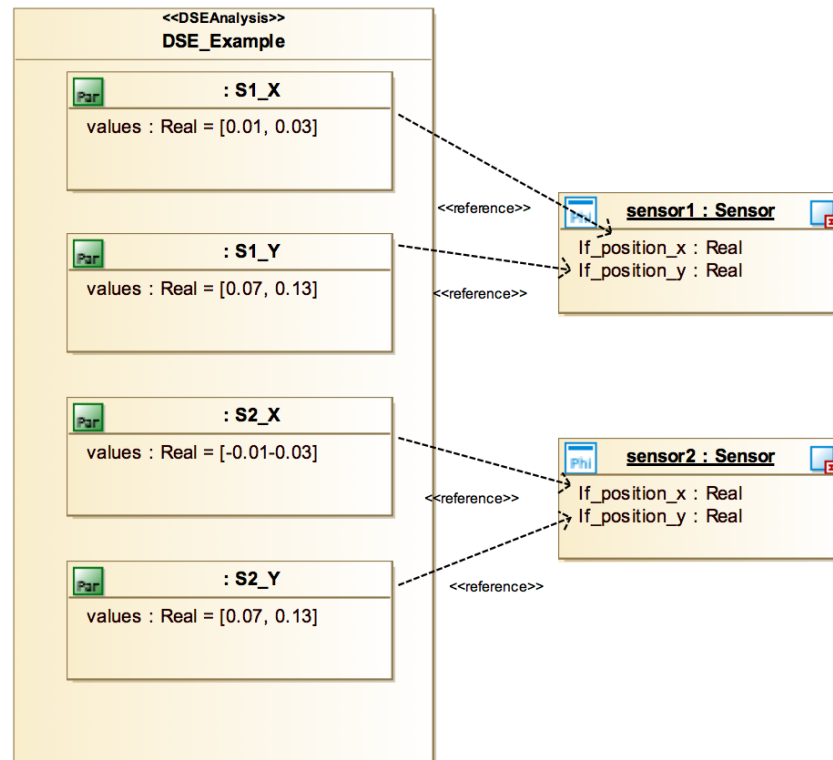 <<DSEAnalysis>>
DSE_Example
Par
: S1_X
values : Real = [0.01, 0.03]
<<reference>>
Phi
sensor1 : Sensor
If_position_x : Real
If_position_y : Real
Par
: S1_Y
values : Real = [0.07, 0.13]
<<reference>>
Par
: S2_X
values : Real = [-0.01-0.03]
<<reference>>
Phi
sensor2 : Sensor
If_position_x : Real
If_position_y : Real
Par
: S2_Y
values : Real = [0.07, 0.13]
<<reference>>